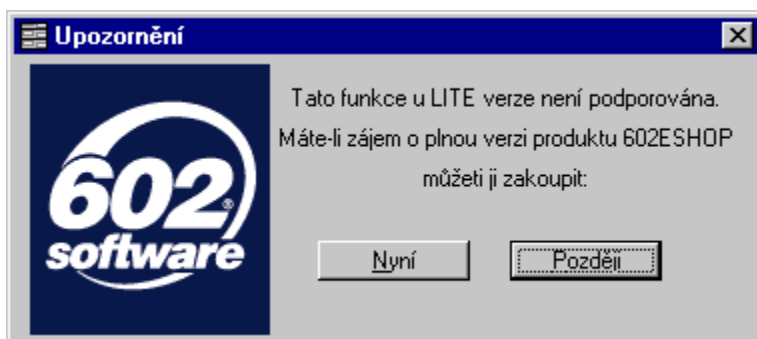 Upozornění
Tato funkce u LITE verze není podporována.
Máte-li zájem o plnou verzi produktu 602ESHOP
můžeti ji zakoupit:
602®
software
Nyní
Později